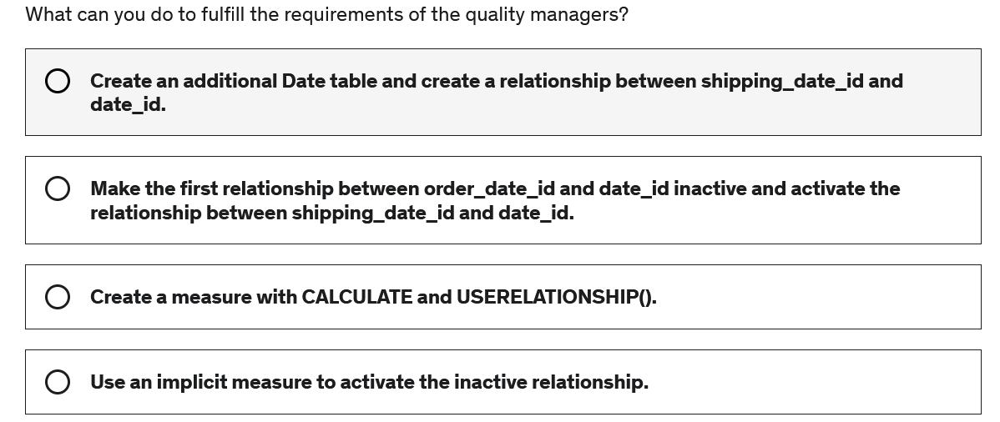 What can you do to fulfill the requirements of the quality managers?
Create an additional Date table and create a relationship between shipping_date_id and
date_id.
Make the first relationship between order_date_id and date_id inactive and activate the
relationship between shipping_date_id and date_id.
Create a measure with CALCULATE and USERELATIONSHIP().
Use an implicit measure to activate the inactive relationship.